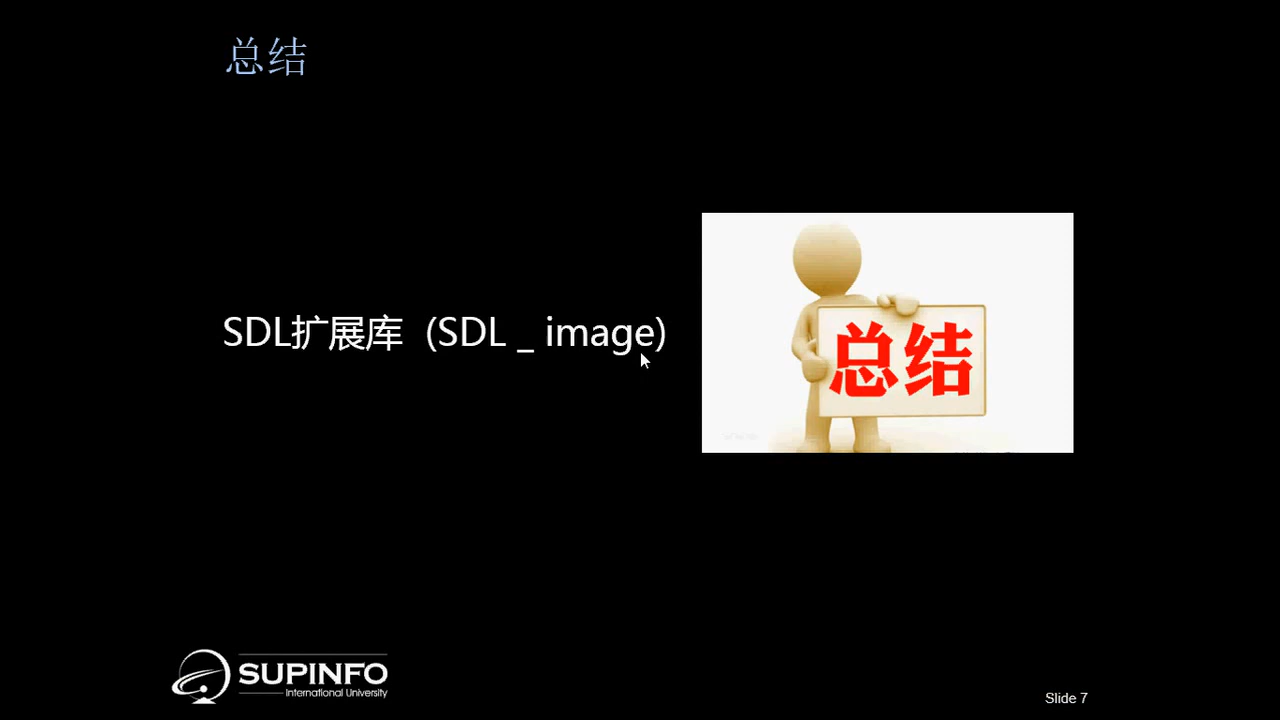 总结
SDL扩展库（SDL _ image)
总结
SUPINFO
International University
Slide 7